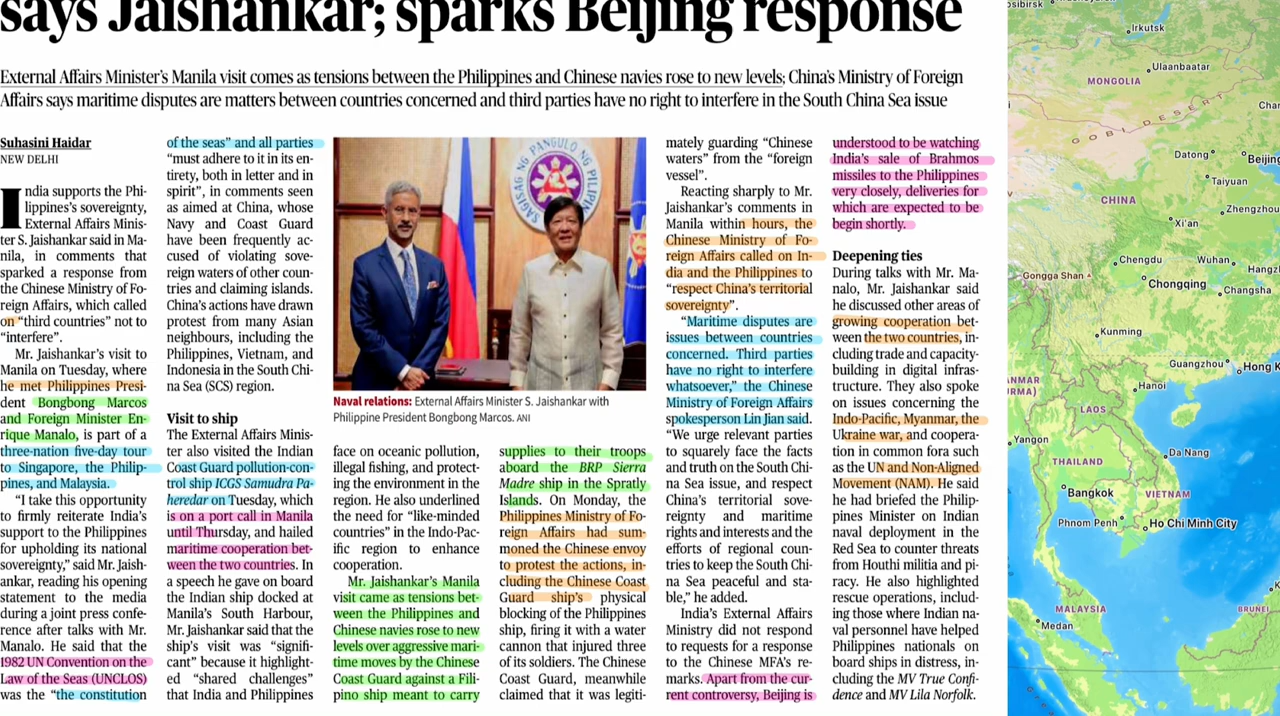 says Jaishankar; sparks Beijing response
External Affairs Minister's Manila visit comes as tensions between the Philippines and Chinese navies rose to new levels; China's Ministry of Foreign
Affairs says maritime disputes are matters between countries concerned and third parties have no right to interfere in the South China Sea issue
Suhasini Haidar
NEW DELHI
India supports the Phi-
lippines's sovereignty,
External Affairs Minis-
ter S. Jaishankar said in Ma-
nila, in comments that
sparked a response from
the Chinese Ministry of Fo-
reign Affairs, which called
on "third countries" not to
"interfere".
Mr. Jaishankar's visit to
Manila on Tuesday, where
he met Philippines Presi-
dent Bongbong Marcos
and Foreign Minister En-
rique Manalo, is part of a
three-nation five-day tour
to Singapore, the Philip-
pines, and Malaysia.
"I take this opportunity
to firmly reiterate India's
support to the Philippines
for upholding its national
sovereignty," said Mr. Jaish-
ankar, reading his opening
statement to the media
during a joint press confe-
rence after talks with Mr.
Manalo. He said that the
1982 UN Convention on the
Law of the Seas (UNCLOS)
was the "the constitution
of the seas" and all parties
"must adhere to it in its en-
tirety, both in letter and in
spirit", in comments seen
as aimed at China, whose
Navy and Coast Guard
have been frequently ac-
cused of violating sove-
reign waters of other coun-
tries and claiming islands.
China's actions have drawn
protest from many Asian
neighbours, including the
Philippines, Vietnam, and
Indonesia in the South Chi-
na Sea (SCS) region.
Visit to ship
The External Affairs Minis-
ter also visited the Indian
Coast Guard pollution-con-
trol ship ICGS Samudra Pa-
heredar on Tuesday, which
is on a port call in Manila
until Thursday, and hailed
maritime cooperation bet-
ween the two countries. In
a speech he gave on board
the Indian ship docked at
Manila's South Harbour,
Mr. Jaishankar said that the
ship's visit was "signifi-
cant" because it highlight-
ed "shared challenges"
that India and Philippines
SAGISAG NG PANGULO NG PILIPIN
Naval relations: External Affairs Minister S. Jaishankar with
Philippine President Bongbong Marcos. ANI
face on oceanic pollution,
illegal fishing, and protect-
ing the environment in the
region. He also underlined
the need for "like-minded
countries" in the Indo-Pac-
ific region to enhance
cooperation.
Mr. Jaishankar's Manila
visit came as tensions bet-
ween the Philippines and
Chinese navies rose to new
levels over aggressive mari-
time moves by the Chinese
Coast Guard against a Fili-
pino ship meant to carry
supplies to their troops
aboard the BRP Sierra
Madre ship in the Spratly
Islands. On Monday, the
Philippines Ministry of Fo-
reign Affairs had sum-
moned the Chinese envoy
to protest the actions, in-
cluding the Chinese Coast
Guard ship's physical
blocking of the Philippines
ship, firing it with a water
cannon that injured three
of its soldiers. The Chinese
Coast Guard, meanwhile
claimed that it was legiti-
mately guarding "Chinese
waters" from the "foreign
vessel".
Reacting sharply to Mr.
Jaishankar's comments in
Manila within hours, the
Chinese Ministry of Fo-
reign Affairs called on In-
dia and the Philippines to
"respect China's territorial
sovereignty".
"Maritime disputes are
issues between countries
concerned. Third parties
have no right to interfere
whatsoever," the Chinese
Ministry of Foreign Affairs
spokesperson Lin Jian said.
"We urge relevant parties
to squarely face the facts
and truth on the South Chi-
na Sea issue, and respect
China's territorial sove-
reignty and maritime
rights and interests and the
efforts of regional coun-
tries to keep the South Chi-
na Sea peaceful and sta-
ble," he added.
India's External Affairs
Ministry did not respond
to requests for a response
to the Chinese MFA's re-
marks. Apart from the cur-
rent controversy, Beijing is
understood to be watching
India's sale of Brahmos
missiles to the Philippines
very closely, deliveries for
which are expected to be
begin shortly.
Deepening ties
During talks with Mr. Ma-
nalo, Mr. Jaishankar said
he discussed other areas of
growing cooperation bet-
ween the two countries, in-
cluding trade and capacity-
building in digital infras-
tructure. They also spoke
on issues concerning the
Indo-Pacific, Myanmar, the
Ukraine war, and coopera-
tion in common fora such
as the UN and Non-Aligned
Movement (NAM). He said
he had briefed the Philip-
pines Minister on Indian
naval deployment in the
Red Sea to counter threats
from Houthi militia and pi-
racy. He also highlighted
rescue operations, includ-
ing those where Indian na-
val personnel have helped
Philippines nationals on
board ships in distress, in-
cluding the MV True Confi-
dence and MV Lila Norfolk.
Irkutsk
Ulaanbaatar
MONGOLIA
GOBI DESERT
Datong
Beijing
Taiyuan
CHINA
Zhengzhou
Xi'an
Chengdu
Wuhan
Gongga Shan
Chongqing
Changsha
Kunming
Guangzhou
Hong K
Hanoi
LAOS
Yangon
Da Nang
THAILAND
Bangkok
VIETNAM
Phnom Penh
Ho Chi Minh City
MALAYSIA
Medan
BRUNEI